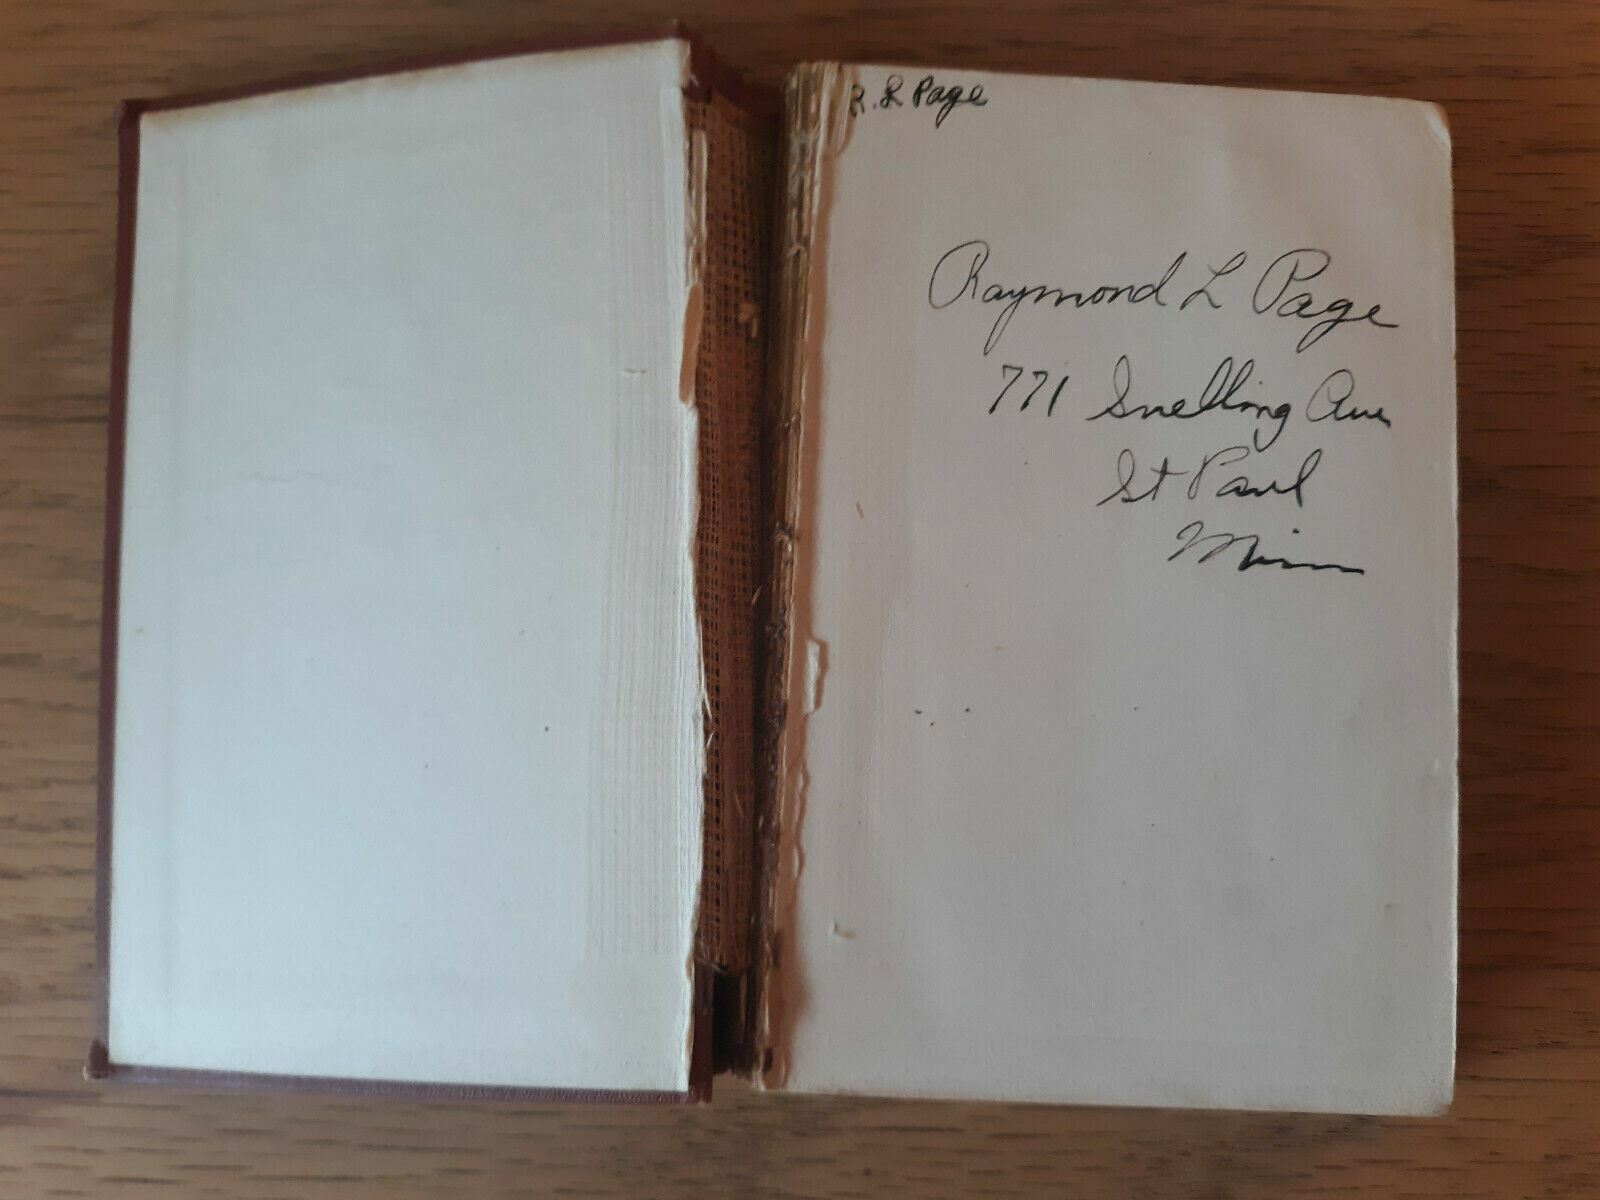 R. L Page
Raymond L Page
771 Snelling Ave
St Paul
Minn